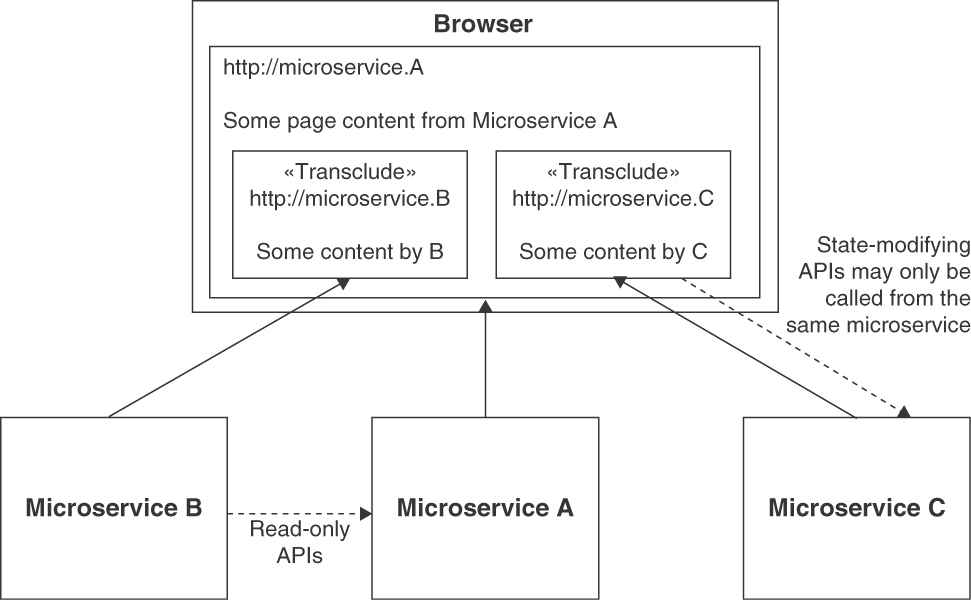 Browser
http://microservice.A
Some page content from Microservice A
«Transclude»
http://microservice.B
Some content by B
«Transclude»
http://microservice.C
Some content by C
State-modifying
APIs may only be
called from the
same microservice
Microservice B
Read-only
APIs
Microservice A
Microservice C